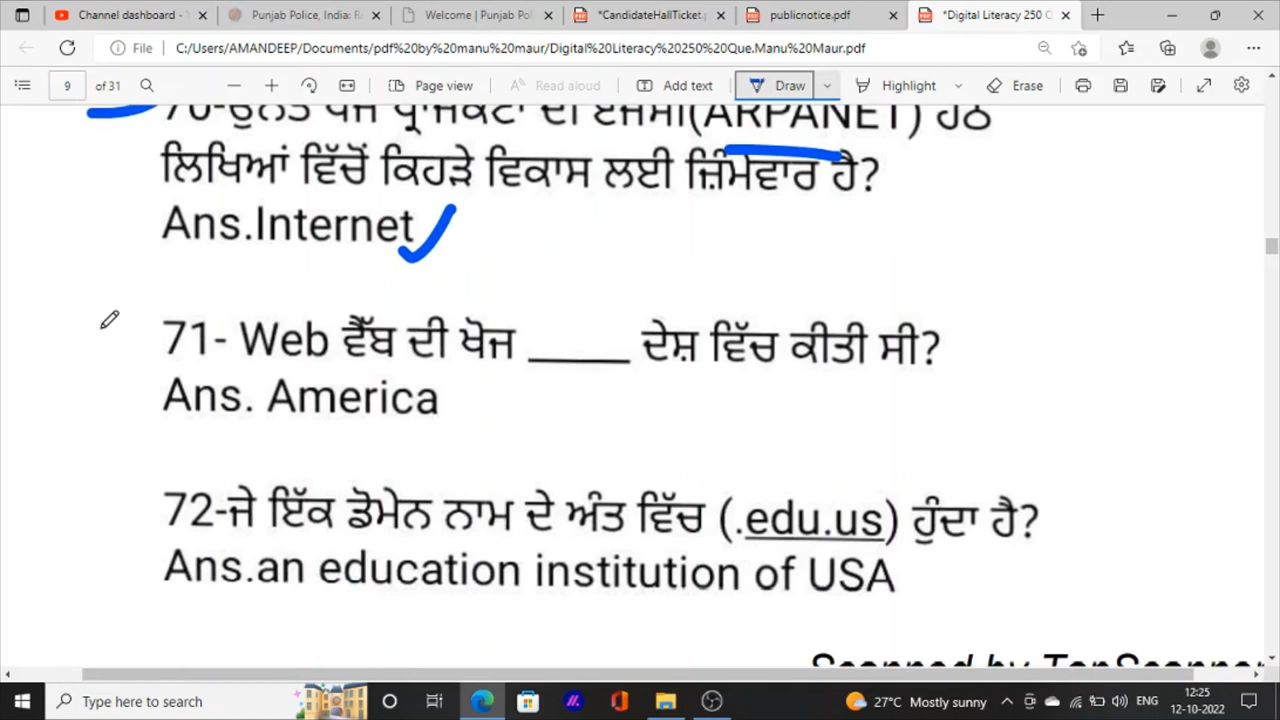 Channel dashboard -
Punjab Police, India: R
Welcome | Punjab Po
*CandidateHallTicket.p
publicnotice.pdf
*Digital Literacy 250 Q
File
C:/Users/AMANDEEP/Documents/pdf%20by%20manu%20maur/Digital%20Literacy%20250%20Que.Manu%20Maur.pdf
9 of 31
Page view
Read aloud
Add text
Draw
Highlight
Erase
(ARPANET) ਹੇਠ
ਲਿਖਿਆਂ ਵਿੱਚੋਂ ਕਿਹੜੇ ਵਿਕਾਸ ਲਈ ਜ਼ਿੰਮੇਵਾਰ ਹੈ?
Ans.Internet
71- Web ਵੈੱਬ ਦੀ ਖੋਜ _____ ਦੇਸ਼ ਵਿੱਚ ਕੀਤੀ ਸੀ?
Ans. America
72-ਜੇ ਇੱਕ ਡੋਮੇਨ ਨਾਮ ਦੇ ਅੰਤ ਵਿੱਚ (.edu.us) ਹੁੰਦਾ ਹੈ?
Ans.an education institution of USA
Type here to search
27°C Mostly sunny
ENG
12:25
12-10-2022